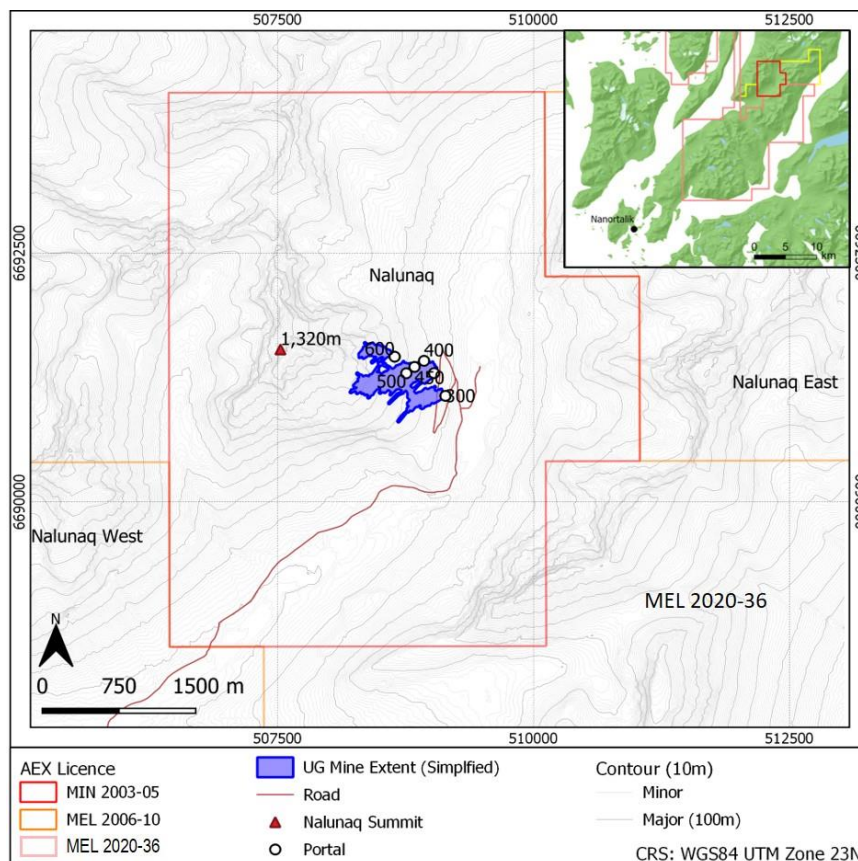 507500 510000 512500
Nanortalik
0 5 10
km
6692500
Nalunaq
1,320m
600
400
500
450
300
Nalunaq East
6690000
Nalunaq West
MEL 2020-36
N
0 750 1500 m
507500 510000 512500
AEX Licence
MIN 2003-05
MEL 2006-10
MEL 2020-36
UG Mine Extent (Simplfied)
Road
Nalunaq Summit
Portal
Contour (10m)
Minor
Major (100m)
CRS: WGS84 UTM Zone 23N